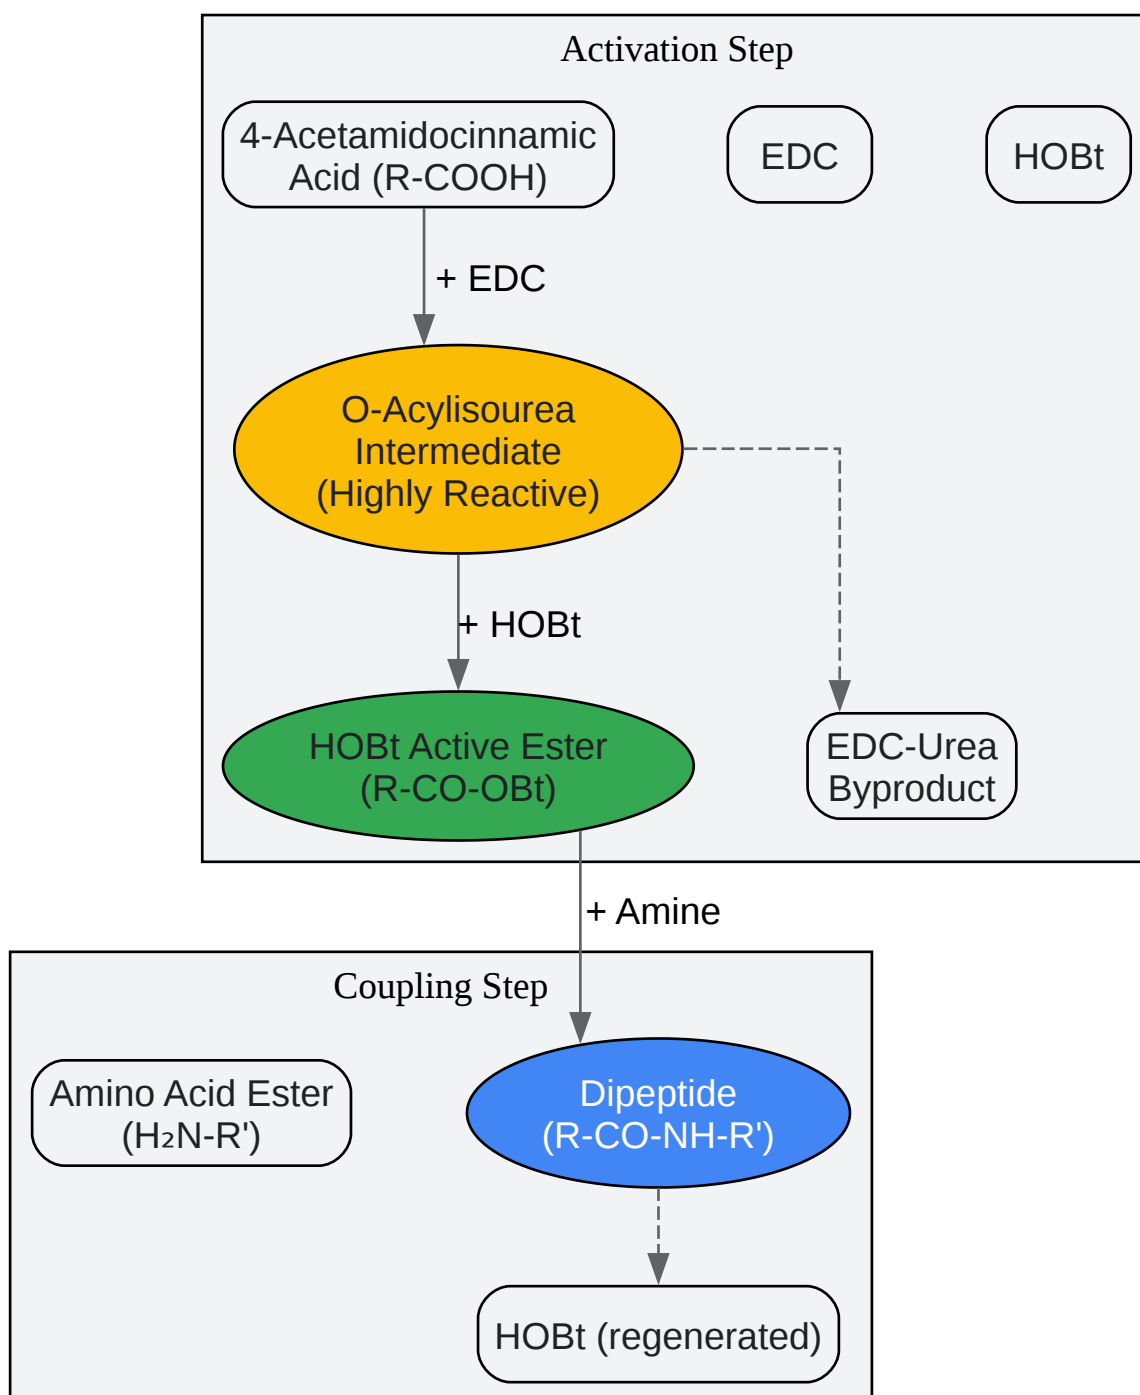 Activation Step
4-Acetamidocinnamic
Acid (R-COOH)
EDC
HOBt
+ EDC
O-Acylisourea
Intermediate
(Highly Reactive)
+ HOBt
HOBt Active Ester
(R-CO-OBt)
EDC-Urea
Byproduct
+ Amine
Coupling Step
Amino Acid Ester
(H₂N-R')
Dipeptide
(R-CO-NH-R')
HOBt (regenerated)